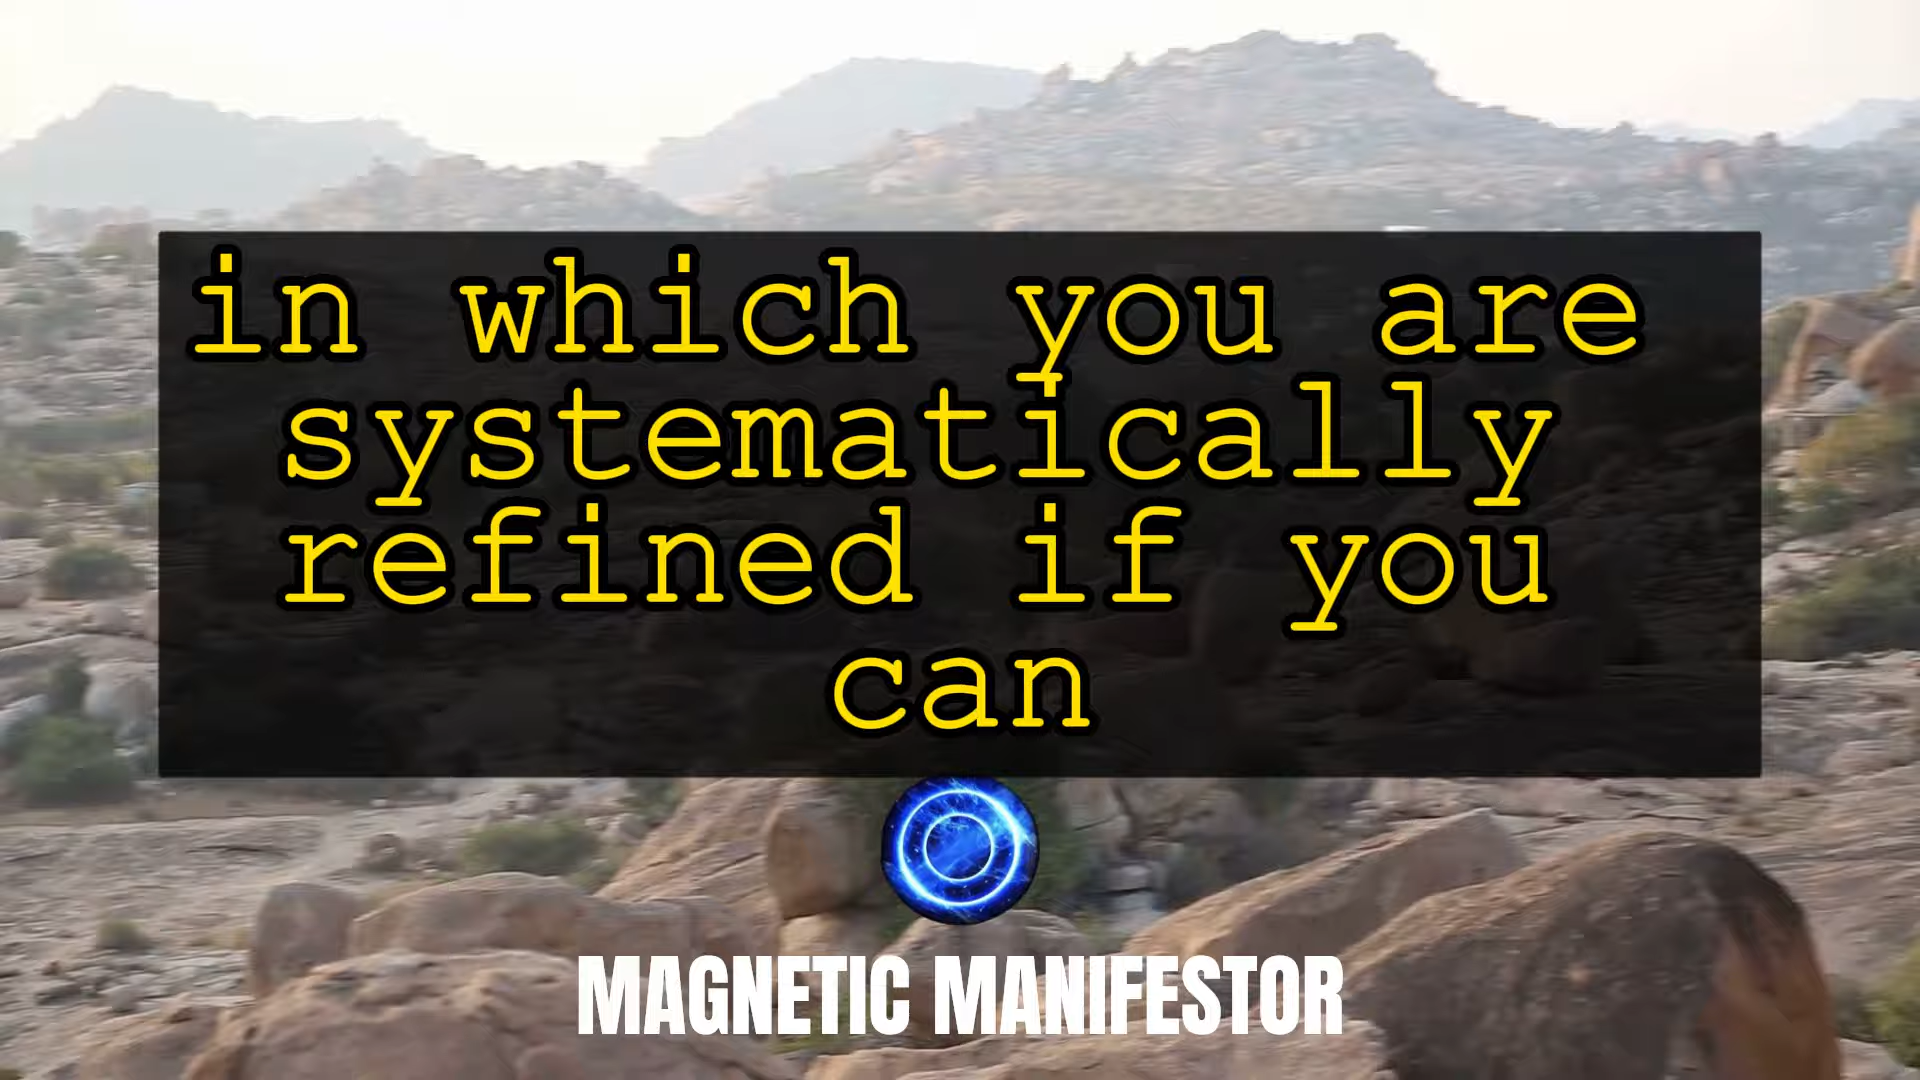 in which you are
systematically
refined if you
can
MAGNETIC MANIFESTOR